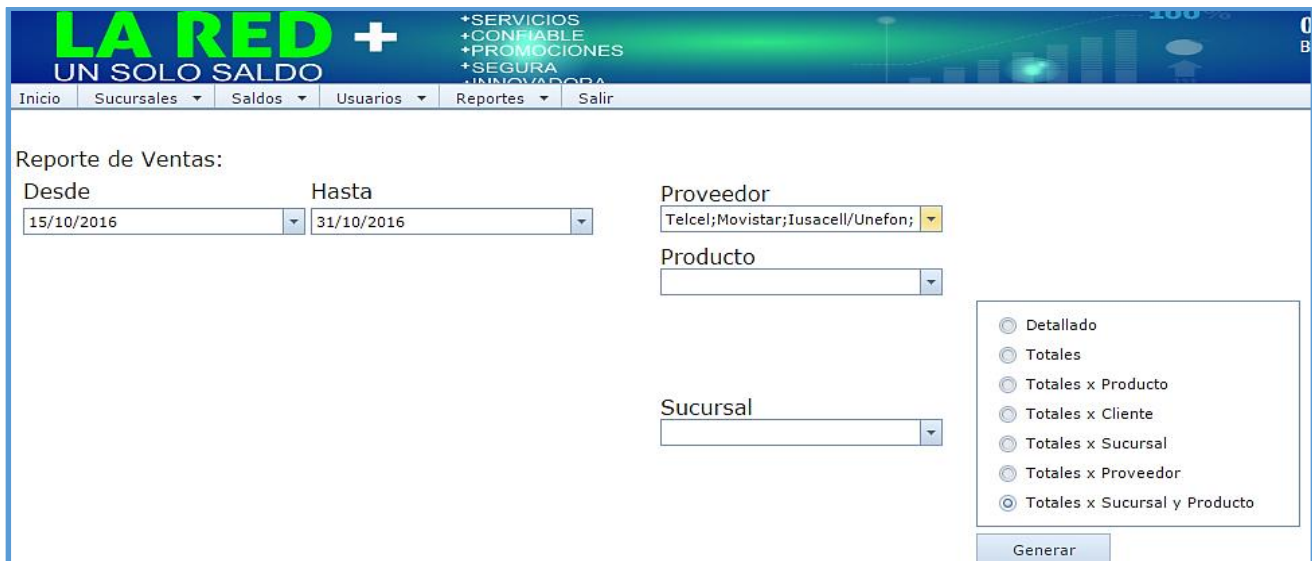 LA RED +
UN SOLO SALDO
+SERVICIOS
+CONFIABLE
+PROMOCIONES
+SEGURA
+INNOVADORA
100%
B
Inicio Sucursales Saldos Usuarios Reportes Salir
Reporte de Ventas:
Desde Hasta
15/10/2016 31/10/2016
Proveedor
Telcel;Movistar;Iusacell/Unefon;
Producto
Sucursal
Detallado
Totales
Totales x Producto
Totales x Cliente
Totales x Sucursal
Totales x Proveedor
Totales x Sucursal y Producto
Generar